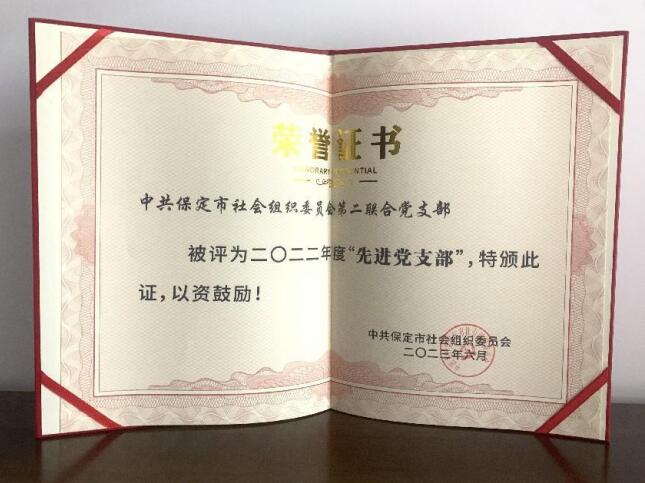 荣誉证书
HONORARY CREDENTIAL
中共保定市社会组织委员会第二联合党支部
被评为二〇二二年度“先进党支部”，特颁此
证，以资鼓励！
中共保定市社会组织委员会
二〇二三年六月